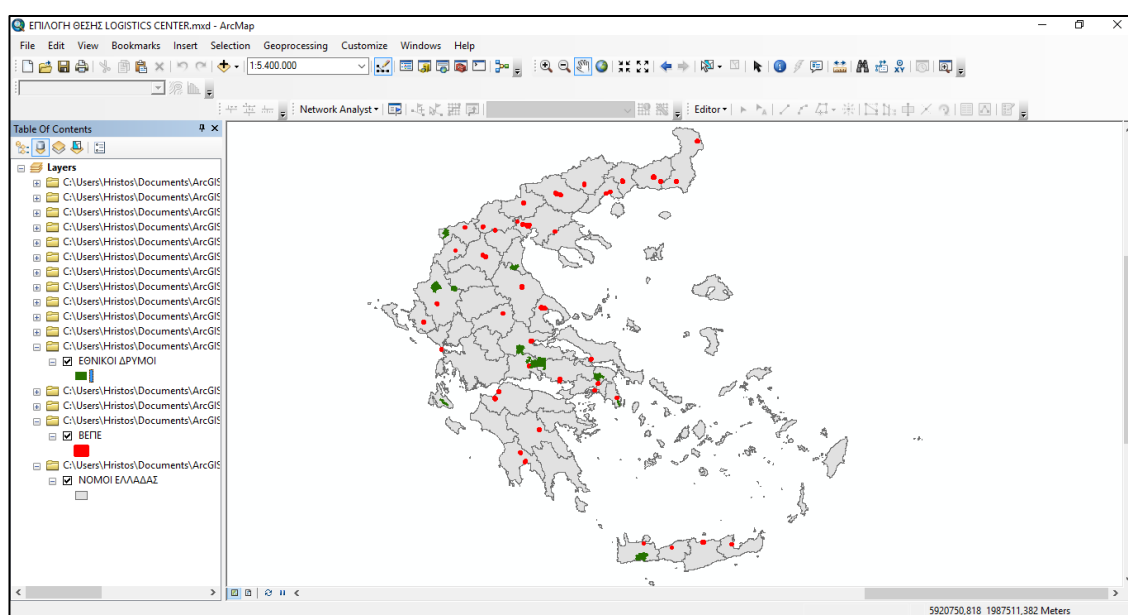 ΕΠΙΛΟΓΗ ΘΕΣΗΣ LOGISTICS CENTER.mxd - ArcMap
File Edit View Bookmarks Insert Selection Geoprocessing Customize Windows Help
1:5.400.000
Network Analyst Editor
Table Of Contents
Layers
C:\Users\Hristos\Documents\ArcGIS
C:\Users\Hristos\Documents\ArcGIS
C:\Users\Hristos\Documents\ArcGIS
C:\Users\Hristos\Documents\ArcGIS
C:\Users\Hristos\Documents\ArcGIS
C:\Users\Hristos\Documents\ArcGIS
C:\Users\Hristos\Documents\ArcGIS
C:\Users\Hristos\Documents\ArcGIS
C:\Users\Hristos\Documents\ArcGIS
C:\Users\Hristos\Documents\ArcGIS
C:\Users\Hristos\Documents\ArcGIS
C:\Users\Hristos\Documents\ArcGIS
ΕΘΝΙΚΟΙ ΔΡΥΜΟΙ
C:\Users\Hristos\Documents\ArcGIS
C:\Users\Hristos\Documents\ArcGIS
C:\Users\Hristos\Documents\ArcGIS
ΒΕΠΕ
C:\Users\Hristos\Documents\ArcGIS
ΝΟΜΟΙ ΕΛΛΑΔΑΣ
5920750,818 1987511,382 Meters